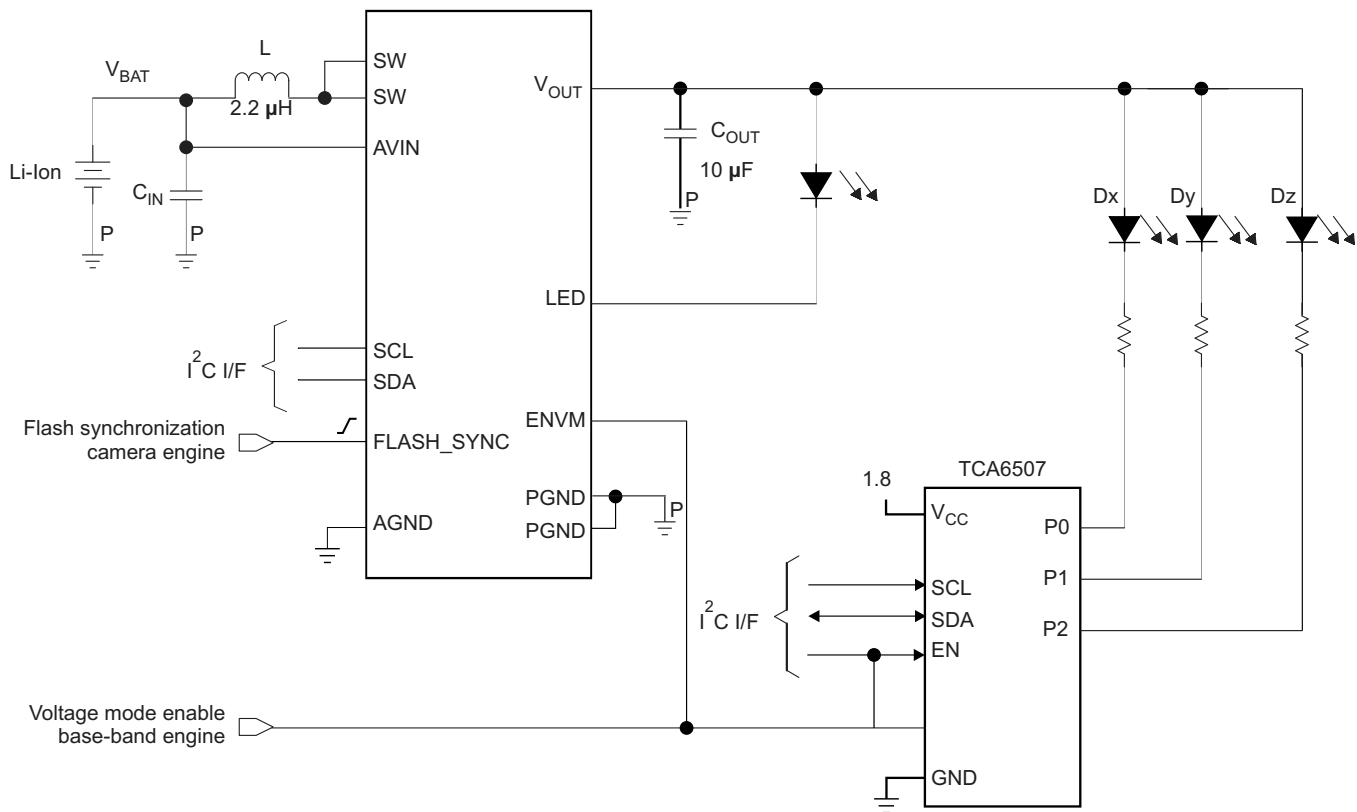 L
V_BAT
2.2 µH
SW
SW
AVIN
Li-Ion
C_IN
P
P
V_OUT
C_OUT
10 µF
P
Dx
Dy
Dz
LED
I²C I/F
SCL
SDA
ENVM
Flash synchronization
camera engine
FLASH_SYNC
PGND
PGND
P
AGND
TCA6507
1.8
V_CC
P0
P1
P2
I²C I/F
SCL
SDA
EN
Voltage mode enable
base-band engine
GND